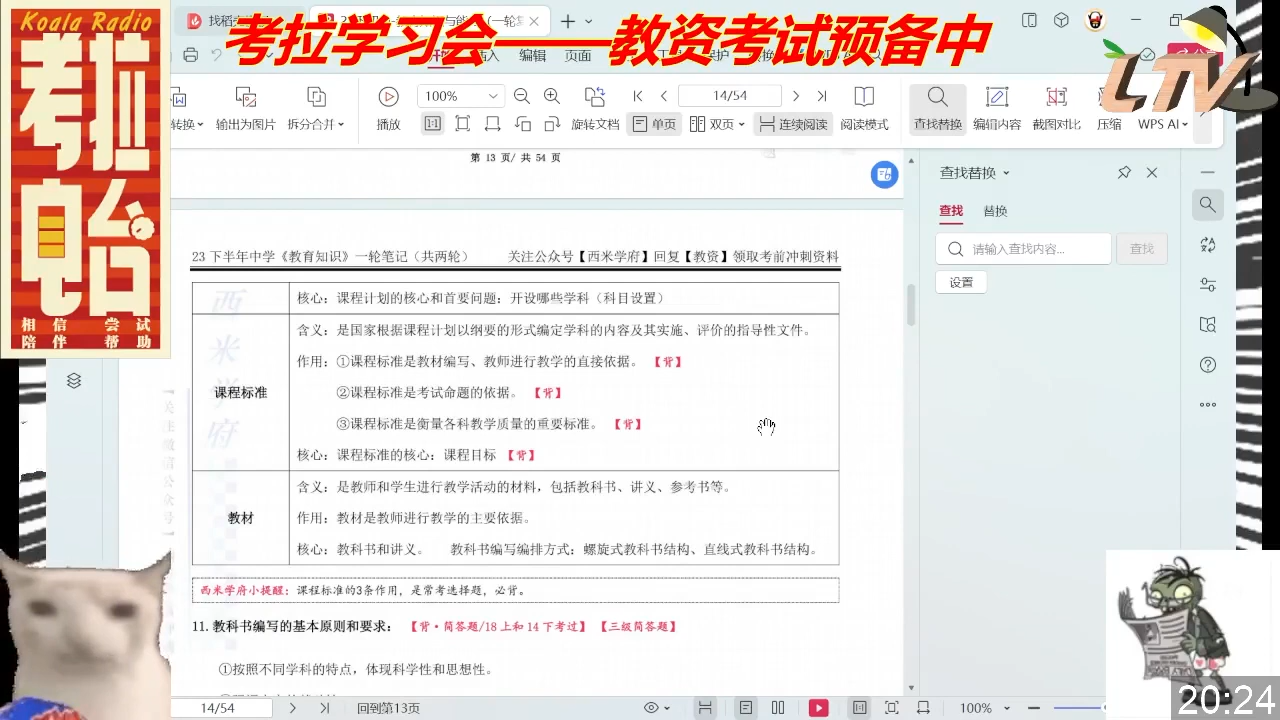 Koala Radio
考拉
电台
相信 尝试
陪伴 帮助
考拉学习会——教资考试预备中
LTV
找稻
编辑
页面
转换
输出为图片
拆分合并
播放
100%
旋转文档
14/54
单页
双页
连续阅读
阅读模式
查找替换
编辑内容
截图对比
压缩
WPS AI
第 13 页/ 共 54 页
查找替换
查找
替换
请输入查找内容...
查找
设置
23 下半年中学《教育知识》一轮笔记（共两轮） 关注公众号【西米学府】回复【教资】领取考前冲刺资料
核心：课程计划的核心和首要问题：开设哪些学科（科目设置）
课程标准
含义：是国家根据课程计划以纲要的形式编定学科的内容及其实施、评价的指导性文件。
作用：①课程标准是教材编写、教师进行教学的直接依据。【背】
②课程标准是考试命题的依据。【背】
③课程标准是衡量各科教学质量的重要标准。【背】
核心：课程标准的核心：课程目标【背】
教材
含义：是教师和学生进行教学活动的材料，包括教科书、讲义、参考书等。
作用：教材是教师进行教学的主要依据。
核心：教科书和讲义。 教科书编写编排方式：螺旋式教科书结构、直线式教科书结构。
西米学府小提醒：课程标准的3条作用，是常考选择题，必背。
11. 教科书编写的基本原则和要求：【背·简答题/18 上和 14 下考过】【三级简答题】
①按照不同学科的特点，体现科学性和思想性。
14/54
回到第13页
100%
20:24